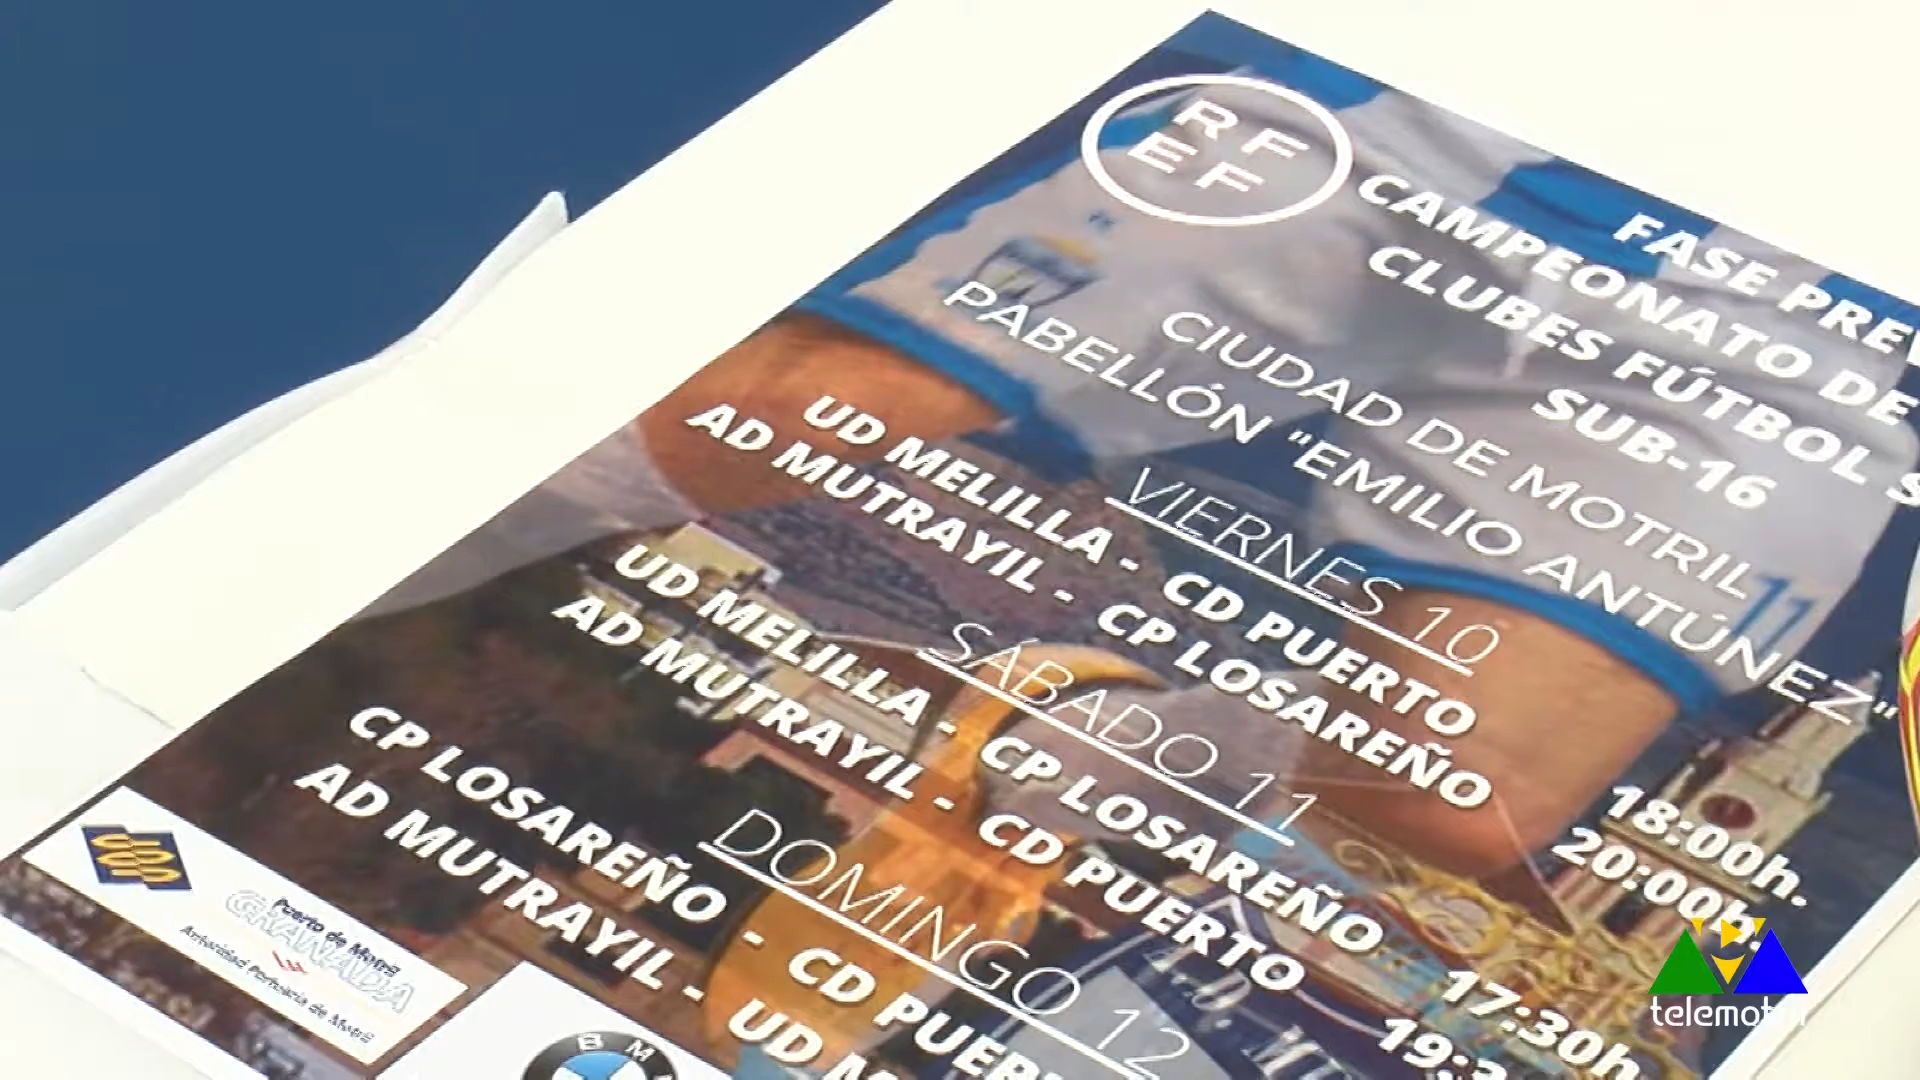 RF
EF
FASE
CAMPEONATO DE
CLUBES FÚTBOL
SUB-16
CIUDAD DE MOTRIL
PABELLÓN "EMILIO ANTÚNEZ"
VIERNES 10
UD MELILLA - CD PUERTO 18:00h.
AD MUTRAYIL - CP LOSAREÑO 20:00h.
SÁBADO 11
UD MELILLA - CP LOSAREÑO 17:30h
AD MUTRAYIL - CD PUERTO
DOMINGO 12
CP LOSAREÑO - CD
AD MUTRAYIL - UD
Puerto de Motril
GRANADA
Autoridad Portuaria de Motril
11
telemotril